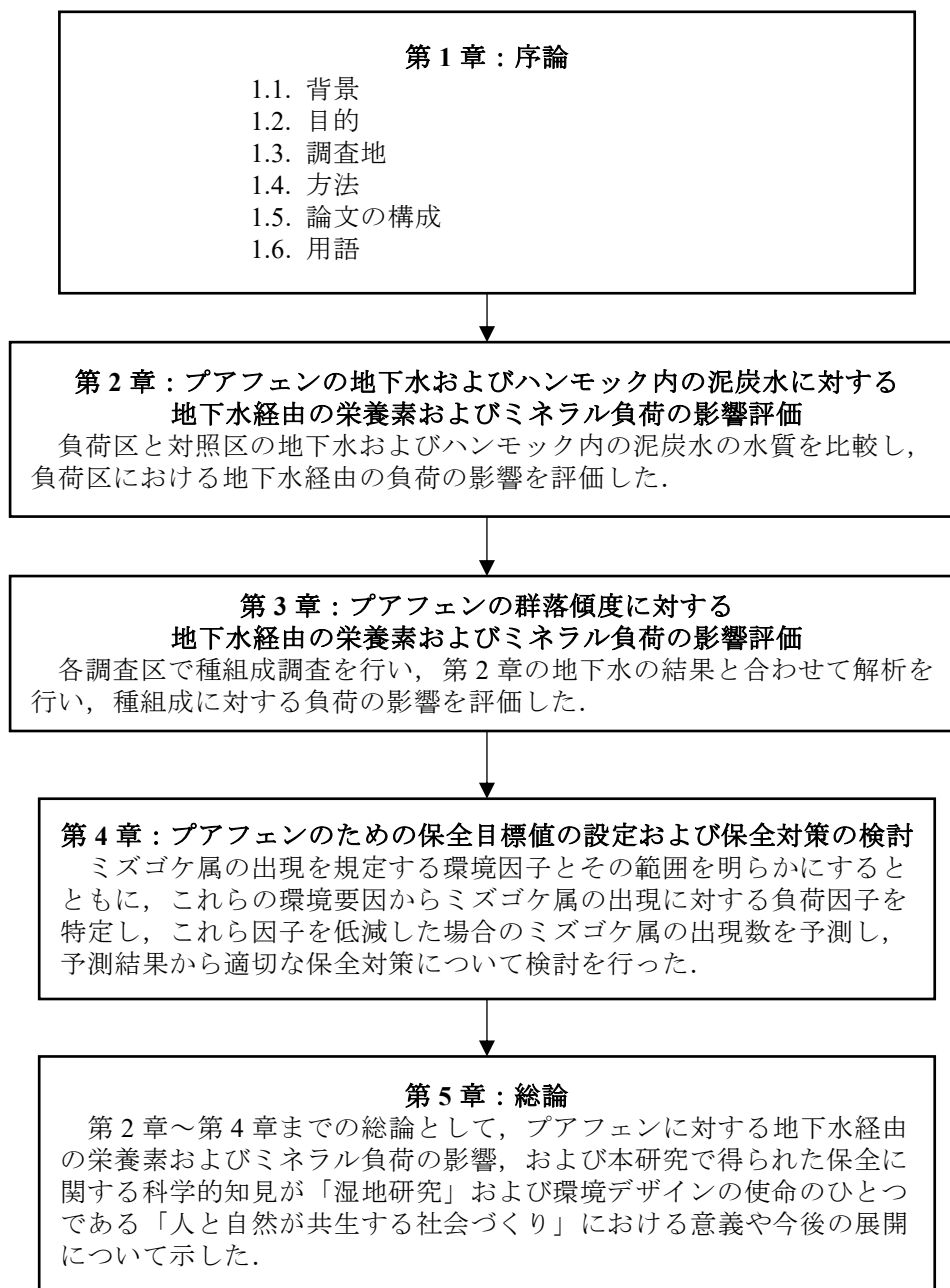 第1章：序論
1.1. 背景
1.2. 目的
1.3. 調査地
1.4. 方法
1.5. 論文の構成
1.6. 用語
第2章：プアフェンの地下水およびハンモック内の泥炭水に対する
地下水経由の栄養素およびミネラル負荷の影響評価
負荷区と対照区の地下水およびハンモック内の泥炭水の水質を比較し，
負荷区における地下水経由の負荷の影響を評価した．
第3章：プアフェンの群落傾度に対する
地下水経由の栄養素およびミネラル負荷の影響評価
各調査区で種組成調査を行い，第2章の地下水の結果と合わせて解析を
行い，種組成に対する負荷の影響を評価した．
第4章：プアフェンのための保全目標値の設定および保全対策の検討
ミズゴケ属の出現を規定する環境因子とその範囲を明らかにすると
ともに，これらの環境要因からミズゴケ属の出現に対する負荷因子を
特定し，これら因子を低減した場合のミズゴケ属の出現数を予測し，
予測結果から適切な保全対策について検討を行った．
第5章：総論
第2章～第4章までの総論として，プアフェンに対する地下水経由
の栄養素およびミネラル負荷の影響，および本研究で得られた保全に
関する科学的知見が「湿地研究」および環境デザインの使命のひとつ
である「人と自然が共生する社会づくり」における意義や今後の展開
について示した．